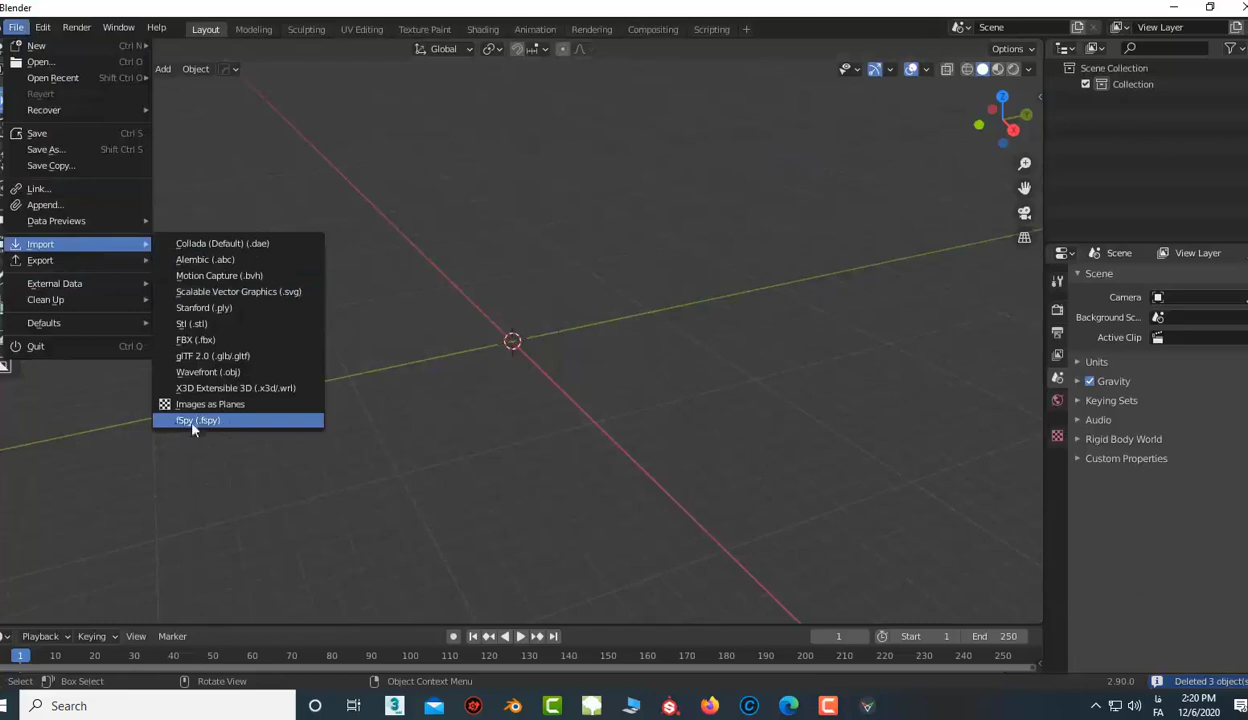 Blender
File Edit Render Window Help Layout Modeling Sculpting UV Editing Texture Paint Shading Animation Rendering Compositing Scripting + Scene View Layer
New Ctrl N Global Options
Open... Ctrl O Add Object Scene Collection
Open Recent Shift Ctrl O Collection
Revert
Recover
Save Ctrl S
Save As... Shift Ctrl S
Save Copy...
Link...
Append...
Data Previews
Import
Export
External Data
Clean Up
Defaults
Quit Ctrl Q
Collada (Default) (.dae)
Alembic (.abc)
Motion Capture (.bvh)
Scalable Vector Graphics (.svg)
Stanford (.ply)
Stl (.stl)
FBX (.fbx)
glTF 2.0 (.glb/.gltf)
Wavefront (.obj)
X3D Extensible 3D (.x3d/.wrl)
Images as Planes
fSpy (.fspy)
Z
Y
X
Scene View Layer
Scene
Camera
Background Sc...
Active Clip
Units
Gravity
Keying Sets
Audio
Rigid Body World
Custom Properties
Playback Keying View Marker 1 Start 1 End 250
1 10 20 30 40 50 60 70 80 90 100 110 120 130 140 150 160 170 180 190 200 210 220 230 240 250
Select Box Select Rotate View Object Context Menu 2.90.0 Deleted 3 object(s
Search 3 فا 2:20 PM
FA 12/6/2020